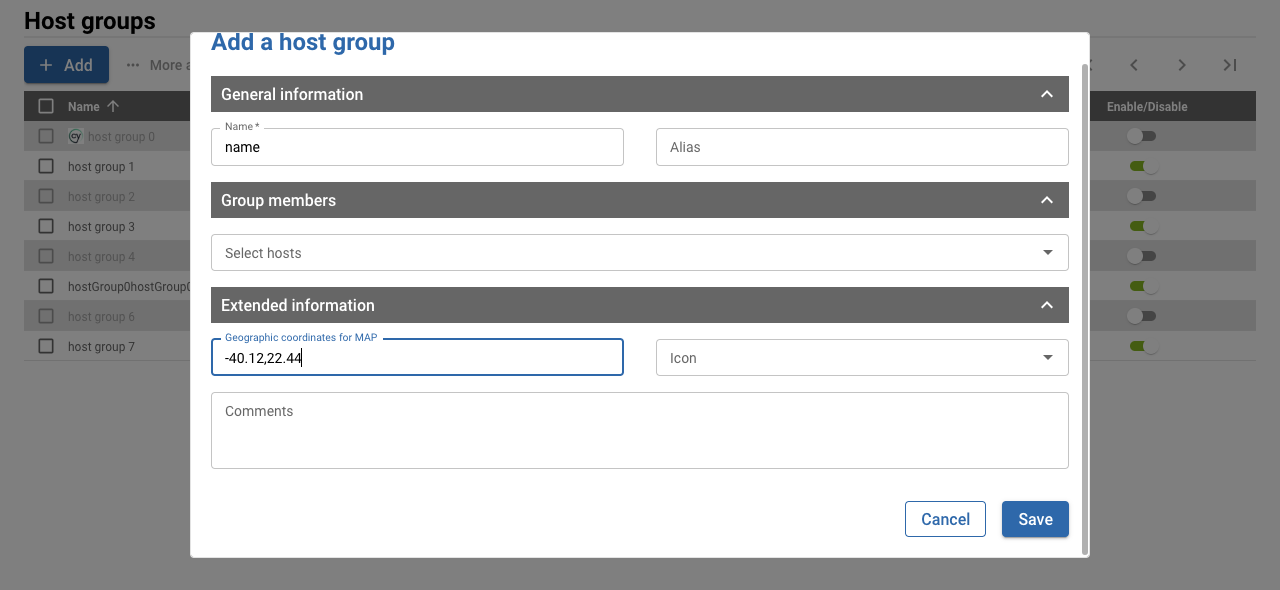 Host groups
Add a host group
Add
More a
Name
Enable/Disable
host group 0
host group 1
host group 2
host group 3
host group 4
hostGroup0hostGroup0
host group 6
host group 7
General information
Name *
name
Alias
Group members
Select hosts
Extended information
Geographic coordinates for MAP
-40.12,22.44
Icon
Comments
Cancel
Save